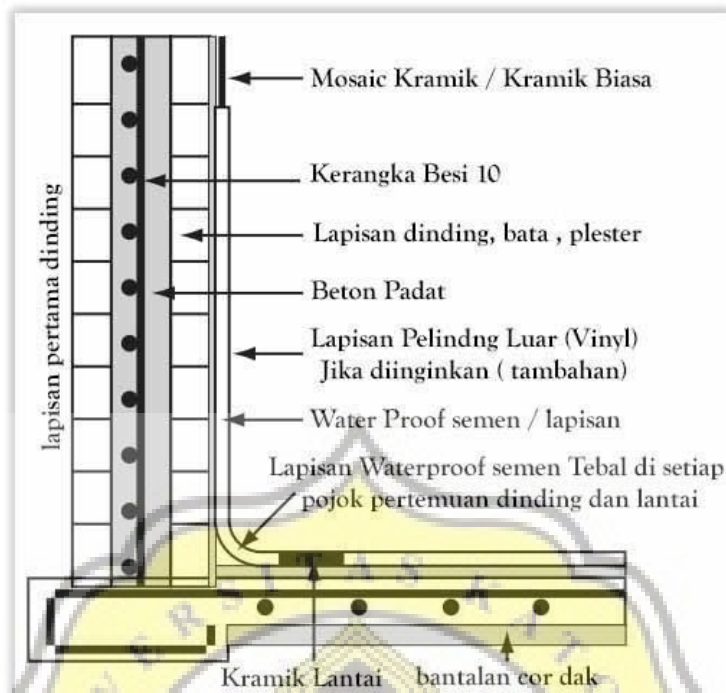 Mosaic Kramik / Kramik Biasa
Kerangka Besi 10
lapisan pertama dinding
Lapisan dinding, bata , plester
Beton Padat
Lapisan Pelindng Luar (Vinyl)
Jika diinginkan ( tambahan)
Water Proof semen / lapisan
Lapisan Waterproof semen Tebal di setiap
pojok pertemuan dinding dan lantai
Kramik Lantai
bantalan cor dak